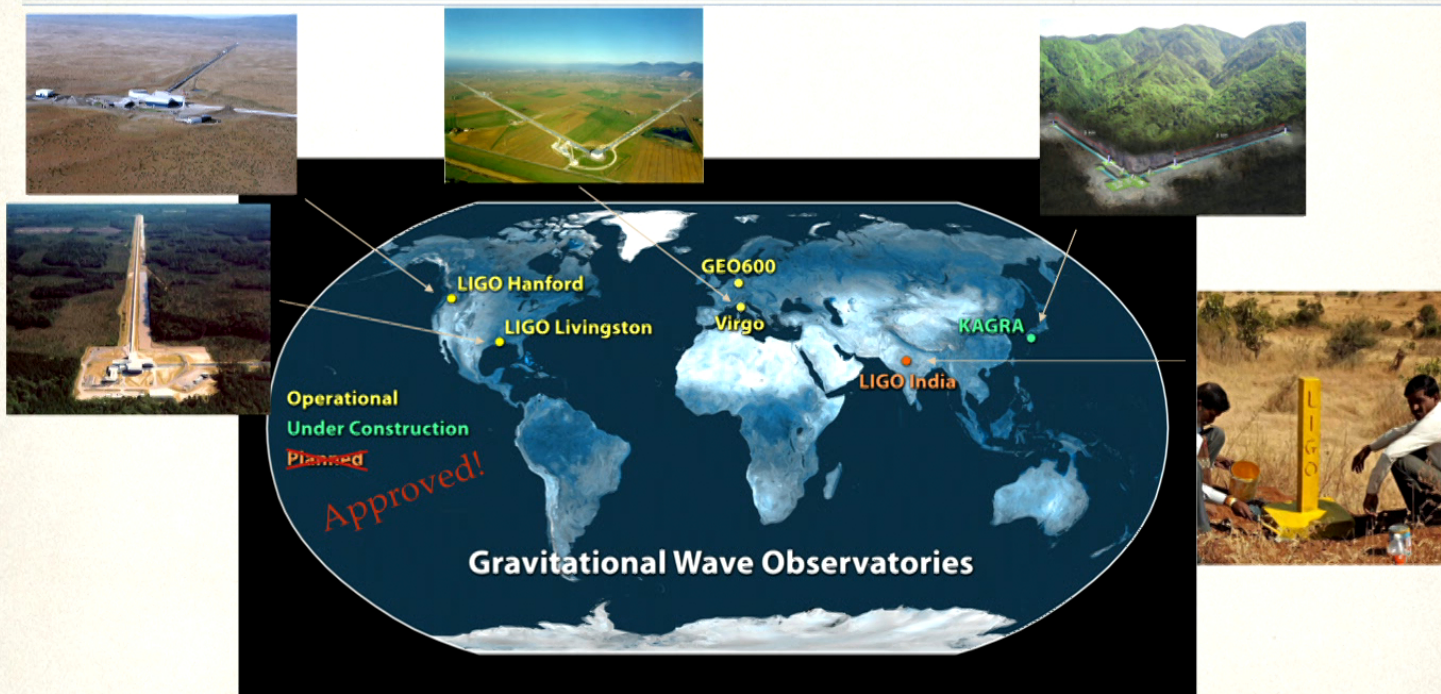 GEO600
LIGO Hanford
LIGO Livingston
Virgo
KAGRA
LIGO India
Operational
Under Construction
Planned
Approved!
Gravitational Wave Observatories
LIGO